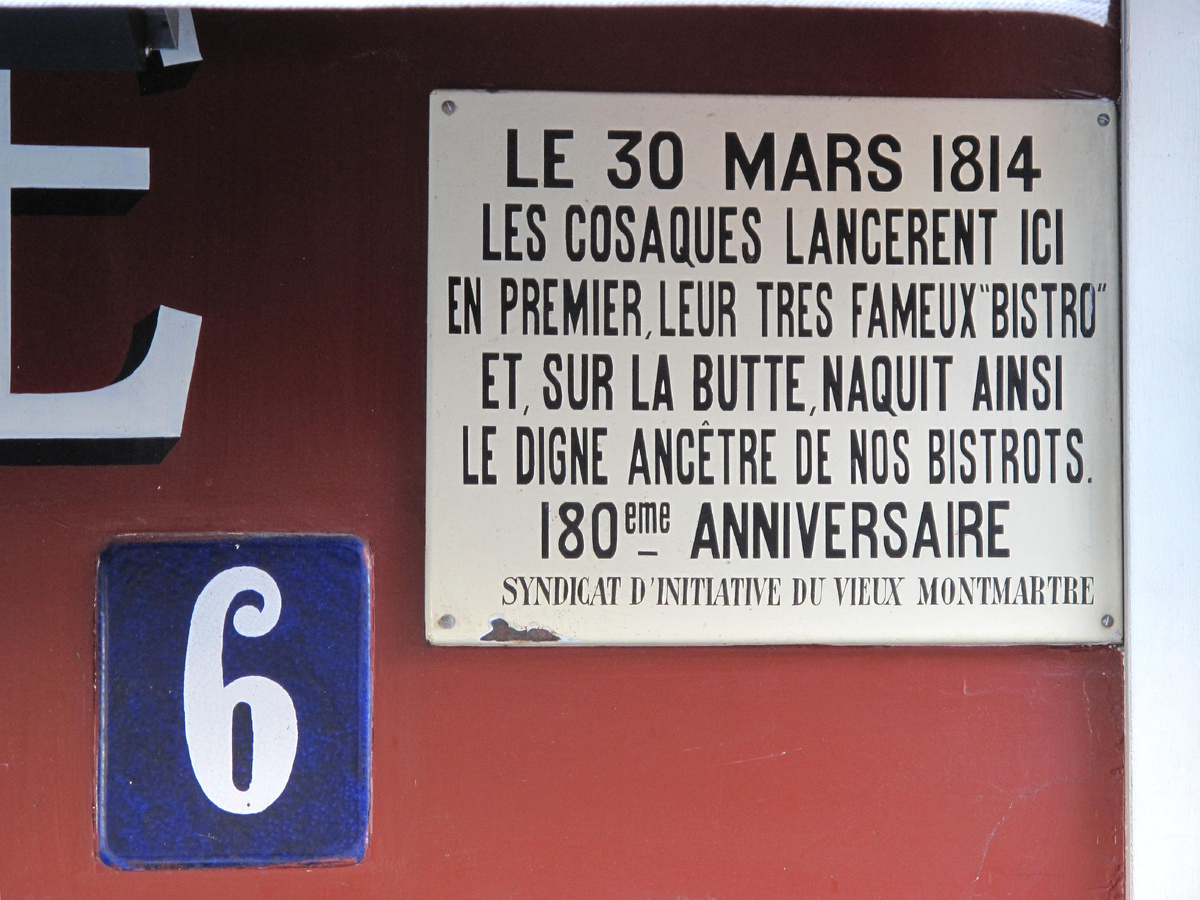 E
LE 30 MARS 1814
LES COSAQUES LANCERENT ICI
EN PREMIER, LEUR TRES FAMEUX "BISTRO"
ET, SUR LA BUTTE, NAQUIT AINSI
LE DIGNE ANCÊTRE DE NOS BISTROTS.
180eme ANNIVERSAIRE
SYNDICAT D'INITIATIVE DU VIEUX MONTMARTRE
6